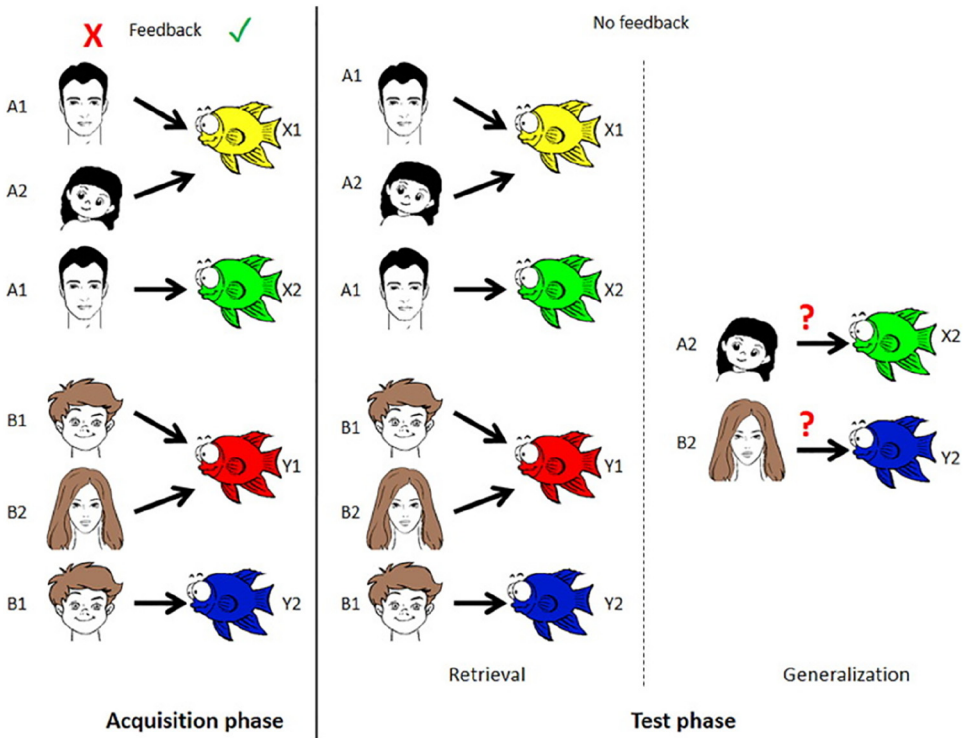 X Feedback ✓
No feedback
A1
X1
A2
A1
X2
B1
Y1
B2
B1
Y2
A1
X1
A2
A1
X2
B1
Y1
B2
B1
Y2
Retrieval
A2
?
X2
B2
?
Y2
Generalization
Acquisition phase
Test phase